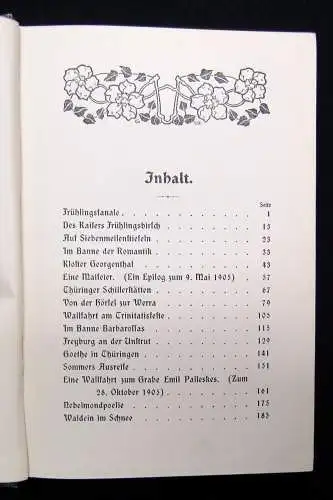 Inhalt.
Seite
Frühlingsfanale 1
Des Kaisers Frühlingsbirsch 15
Auf Siebenmeilenstiefeln 23
Im Banne der Romantik 33
Kloster Georgenthal 43
Eine Maifeier. (Ein Epilog zum 9. Mai 1905) 57
Thüringer Schillerstätten 67
Von der Hörsel zur Werra 79
Wallfahrt am Trinitatisfeste 103
Im Banne Barbarossas 113
Freyburg an der Unstrut 129
Goethe in Thüringen 141
Sommers Ausreise 151
Eine Wallfahrt zum Grabe Emil Palleskes. (Zum
28. Oktober 1905) 161
Nebelmondpoesie 175
Waldein im Schnee 183